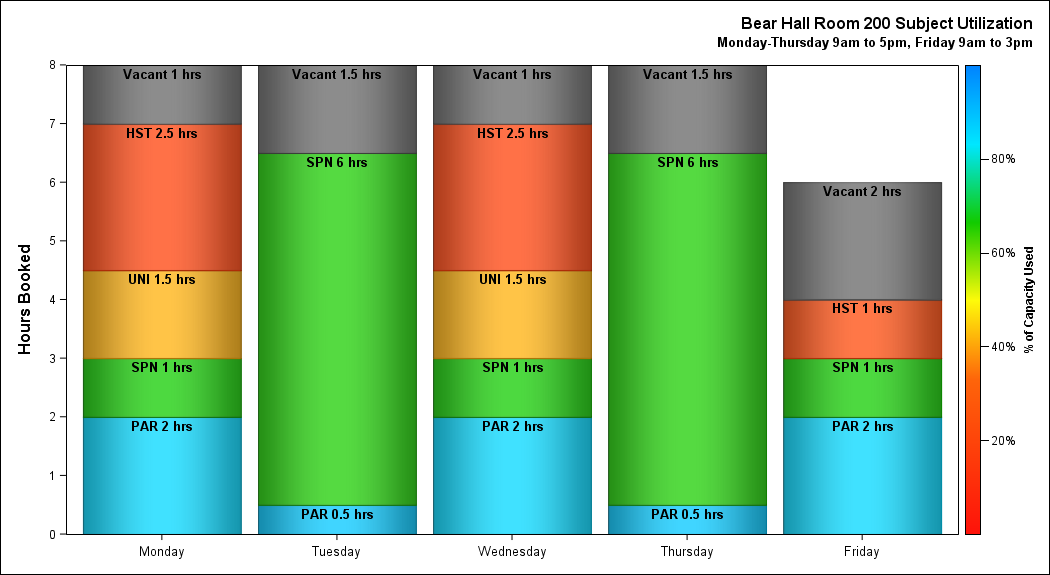 Bear Hall Room 200 Subject Utilization
Monday-Thursday 9am to 5pm, Friday 9am to 3pm
Hours Booked
8
7
6
5
4
3
2
1
0
Vacant 1 hrs
HST 2.5 hrs
UNI 1.5 hrs
SPN 1 hrs
PAR 2 hrs
Monday
Vacant 1.5 hrs
SPN 6 hrs
PAR 0.5 hrs
Tuesday
Vacant 1 hrs
HST 2.5 hrs
UNI 1.5 hrs
SPN 1 hrs
PAR 2 hrs
Wednesday
Vacant 1.5 hrs
SPN 6 hrs
PAR 0.5 hrs
Thursday
Vacant 2 hrs
HST 1 hrs
SPN 1 hrs
PAR 2 hrs
Friday
80%
60%
40%
20%
% of Capacity Used